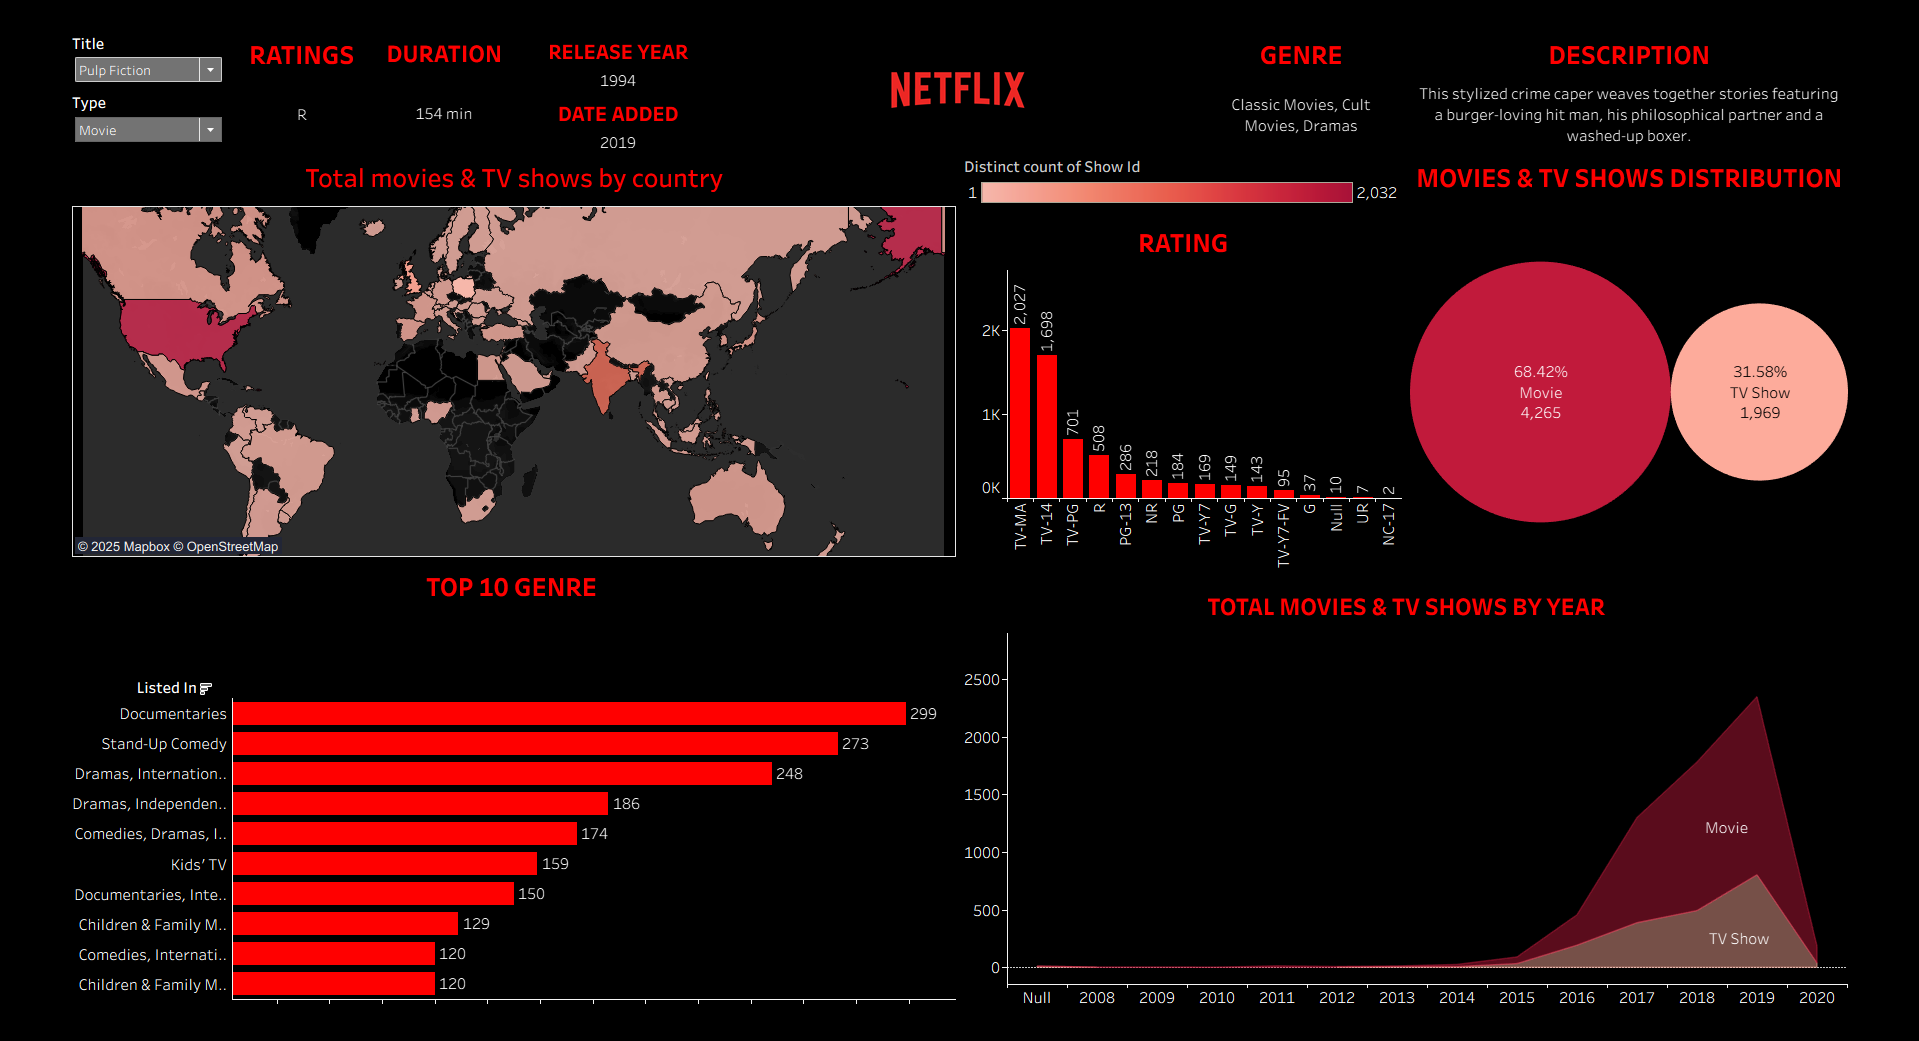 Title
Pulp Fiction
Type
Movie
RATINGS
R
DURATION
154 min
RELEASE YEAR
1994
DATE ADDED
2019
NETFLIX
GENRE
Classic Movies, Cult
Movies, Dramas
DESCRIPTION
This stylized crime caper weaves together stories featuring
a burger-loving hit man, his philosophical partner and a
washed-up boxer.
Total movies & TV shows by country
© 2025 Mapbox © OpenStreetMap
Distinct count of Show Id
1 2,032
RATING
2K
1K
0K
2,027 1,698 701 508 286 218 184 169 149 143 95 37 10 7 2
TV-MA TV-14 TV-PG R PG-13 NR PG TV-Y7 TV-G TV-Y TV-Y7-FV G Null UR NC-17
MOVIES & TV SHOWS DISTRIBUTION
68.42%
Movie
4,265
31.58%
TV Show
1,969
TOP 10 GENRE
Listed In
Documentaries 299
Stand-Up Comedy 273
Dramas, Internation.. 248
Dramas, Independen.. 186
Comedies, Dramas, I.. 174
Kids' TV 159
Documentaries, Inte.. 150
Children & Family M.. 129
Comedies, Internati.. 120
Children & Family M.. 120
TOTAL MOVIES & TV SHOWS BY YEAR
2500
2000
1500
1000
500
0
Movie
TV Show
Null 2008 2009 2010 2011 2012 2013 2014 2015 2016 2017 2018 2019 2020